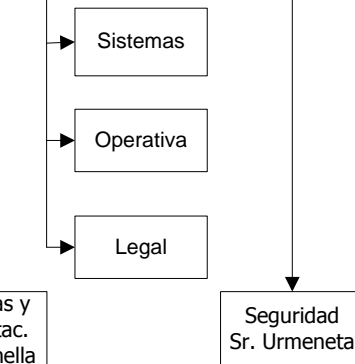 Sistemas
Operativa
Legal
y
Seguridad
Sr. Urmeneta